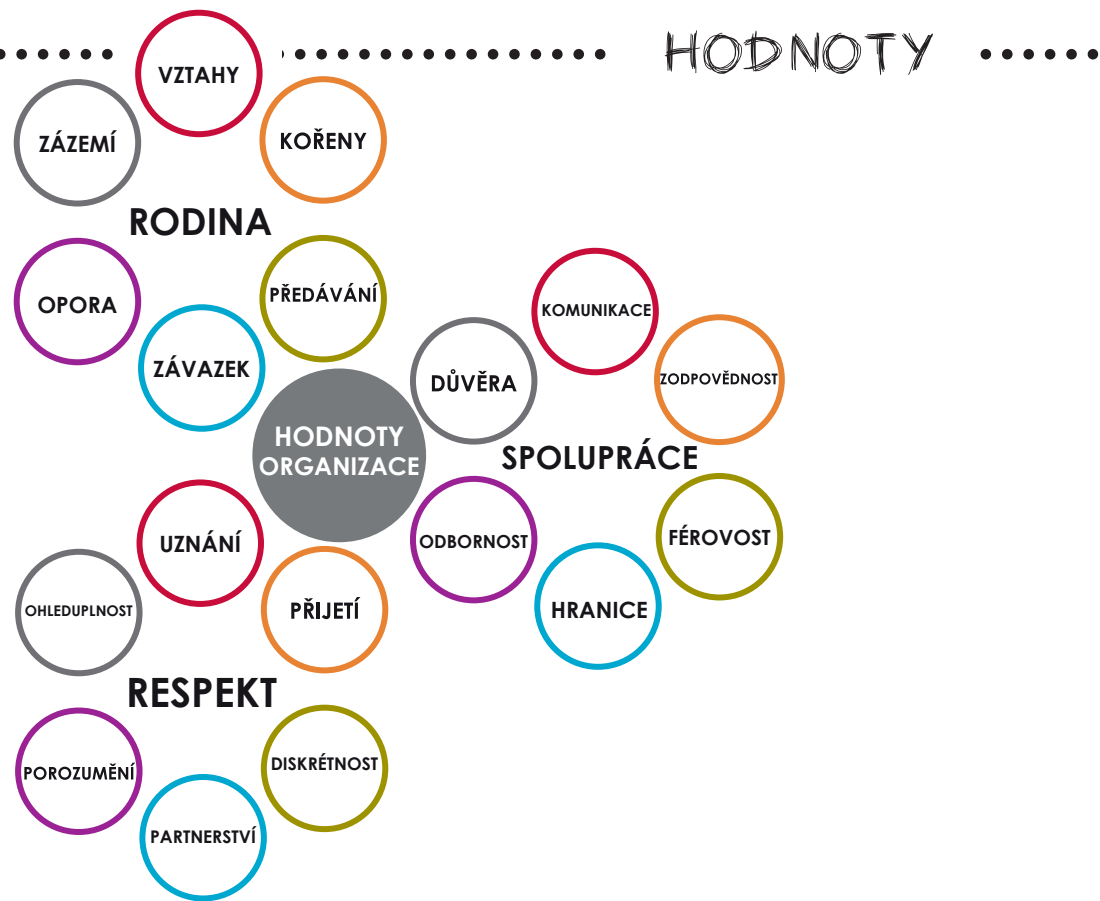 HODNOTY
VZTAHY
ZÁZEMÍ
KOŘENY
RODINA
OPORA
PŘEDÁVÁNÍ
ZÁVAZEK
HODNOTY
ORGANIZACE
KOMUNIKACE
DŮVĚRA
ZODPOVĚDNOST
SPOLUPRÁCE
ODBORNOST
FÉROVOST
HRANICE
UZNÁNÍ
OHLEDUPLNOST
PŘIJETÍ
RESPEKT
POROZUMĚNÍ
DISKRÉTNOST
PARTNERSTVÍ